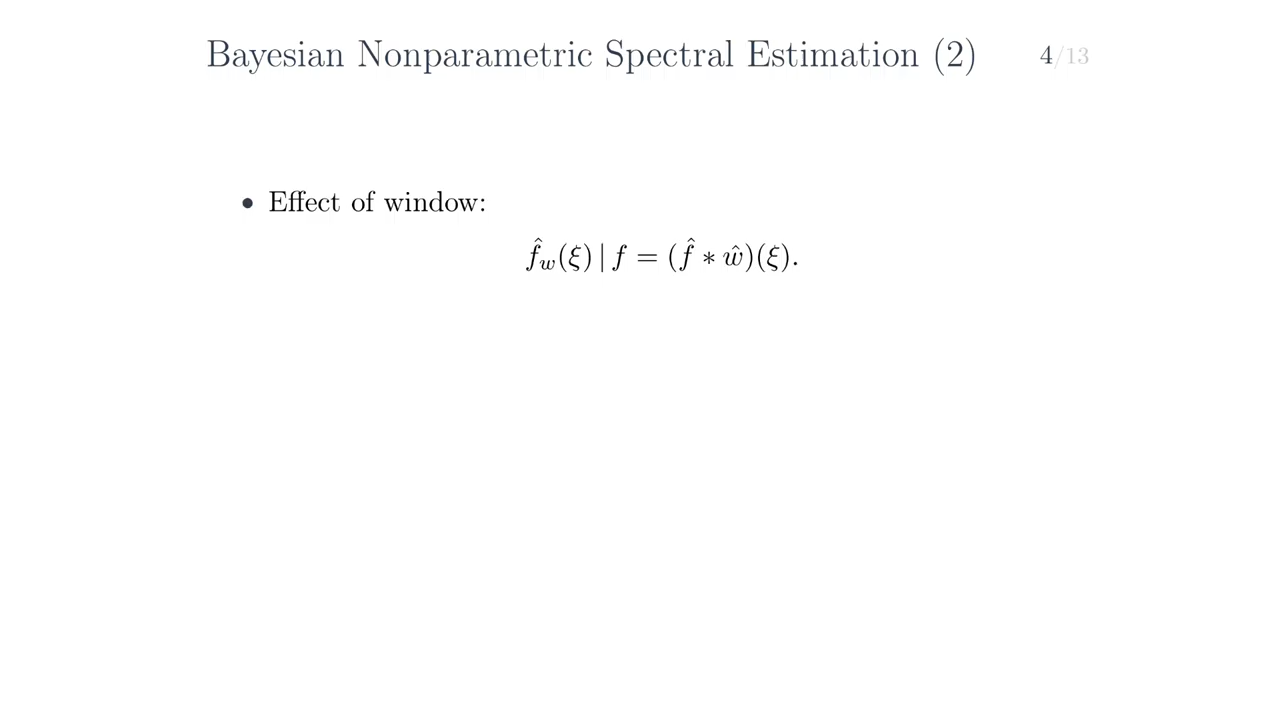 Bayesian Nonparametric Spectral Estimation (2) 4/13
• Effect of window:
f̂_w(ξ) | f = (f̂ ∗ ŵ)(ξ).